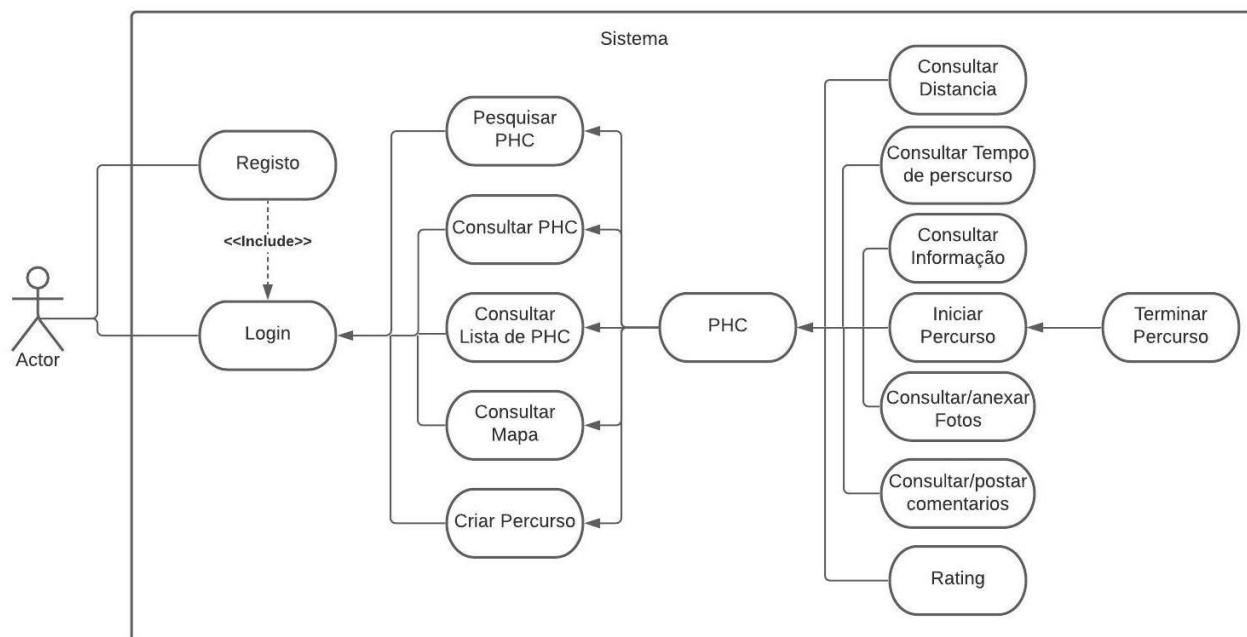 Sistema
Actor
Registo
<<Include>>
Login
Pesquisar
PHC
Consultar PHC
Consultar
Lista de PHC
Consultar
Mapa
Criar Percurso
PHC
Consultar
Distancia
Consultar Tempo
de perscurso
Consultar
Informação
Iniciar
Percurso
Terminar
Percurso
Consultar/anexar
Fotos
Consultar/postar
comentarios
Rating